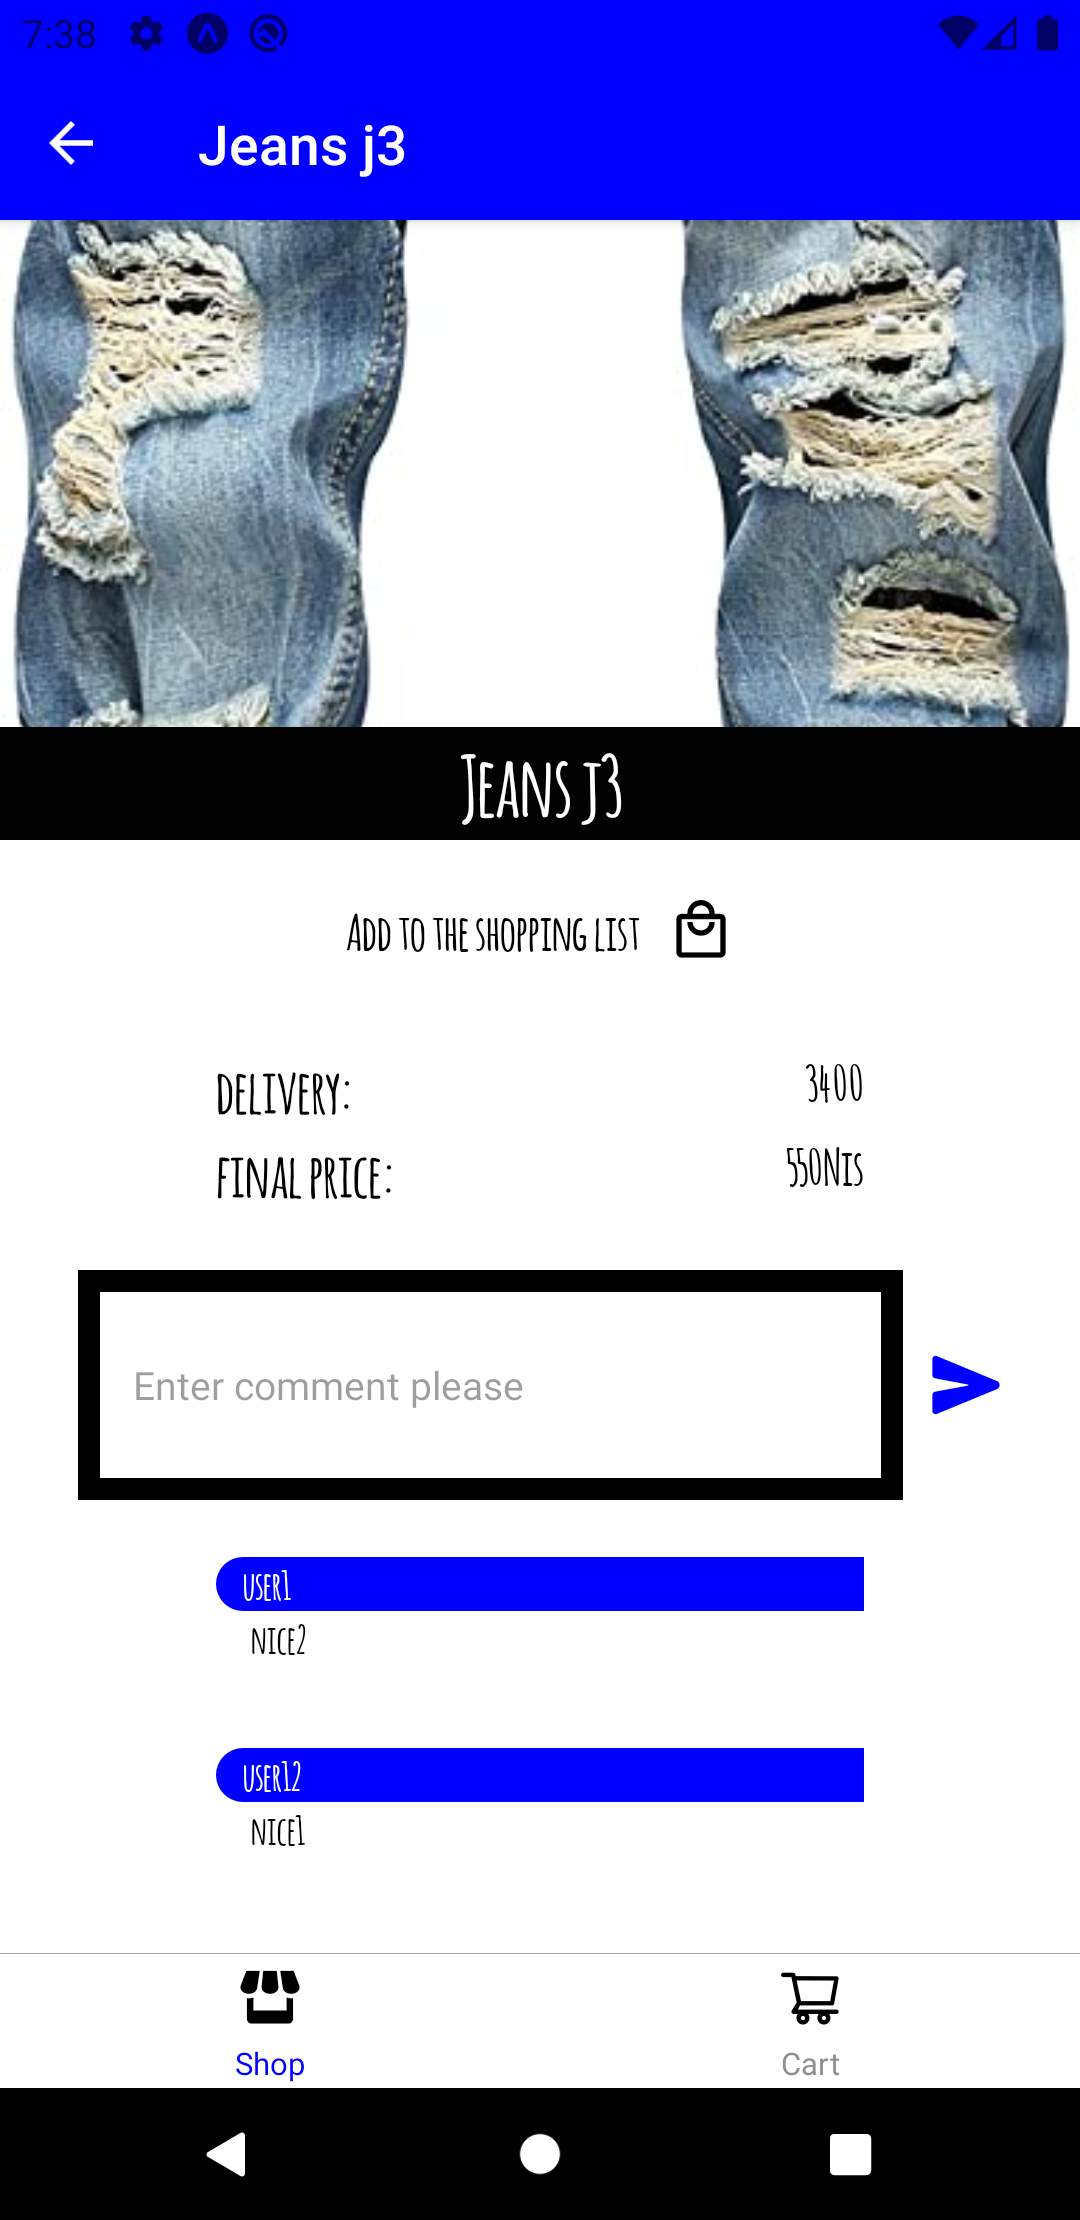 7:38
Jeans j3
Jeans j3
Add to the shopping list
delivery: 3400
final price: 550Nis
Enter comment please
user1
nice2
user12
nice1
Shop Cart